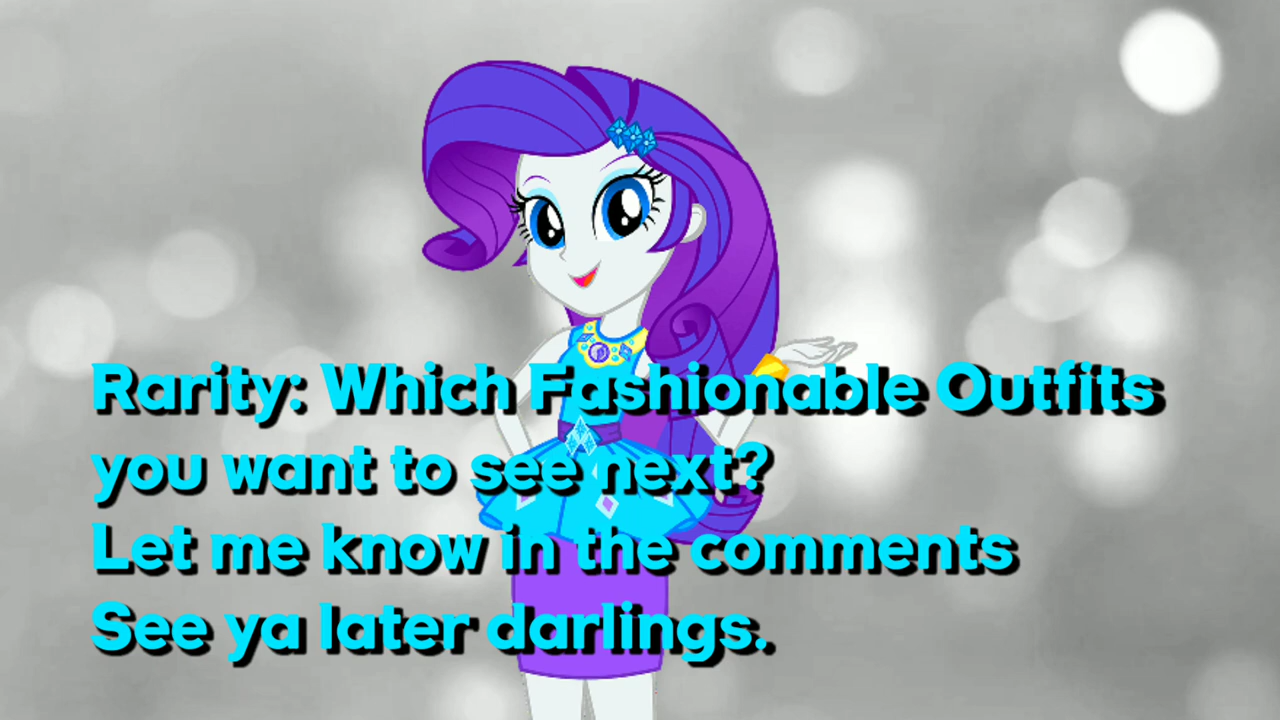 Rarity: Which Fashionable Outfits
you want to see next?
Let me know in the comments
See ya later darlings.